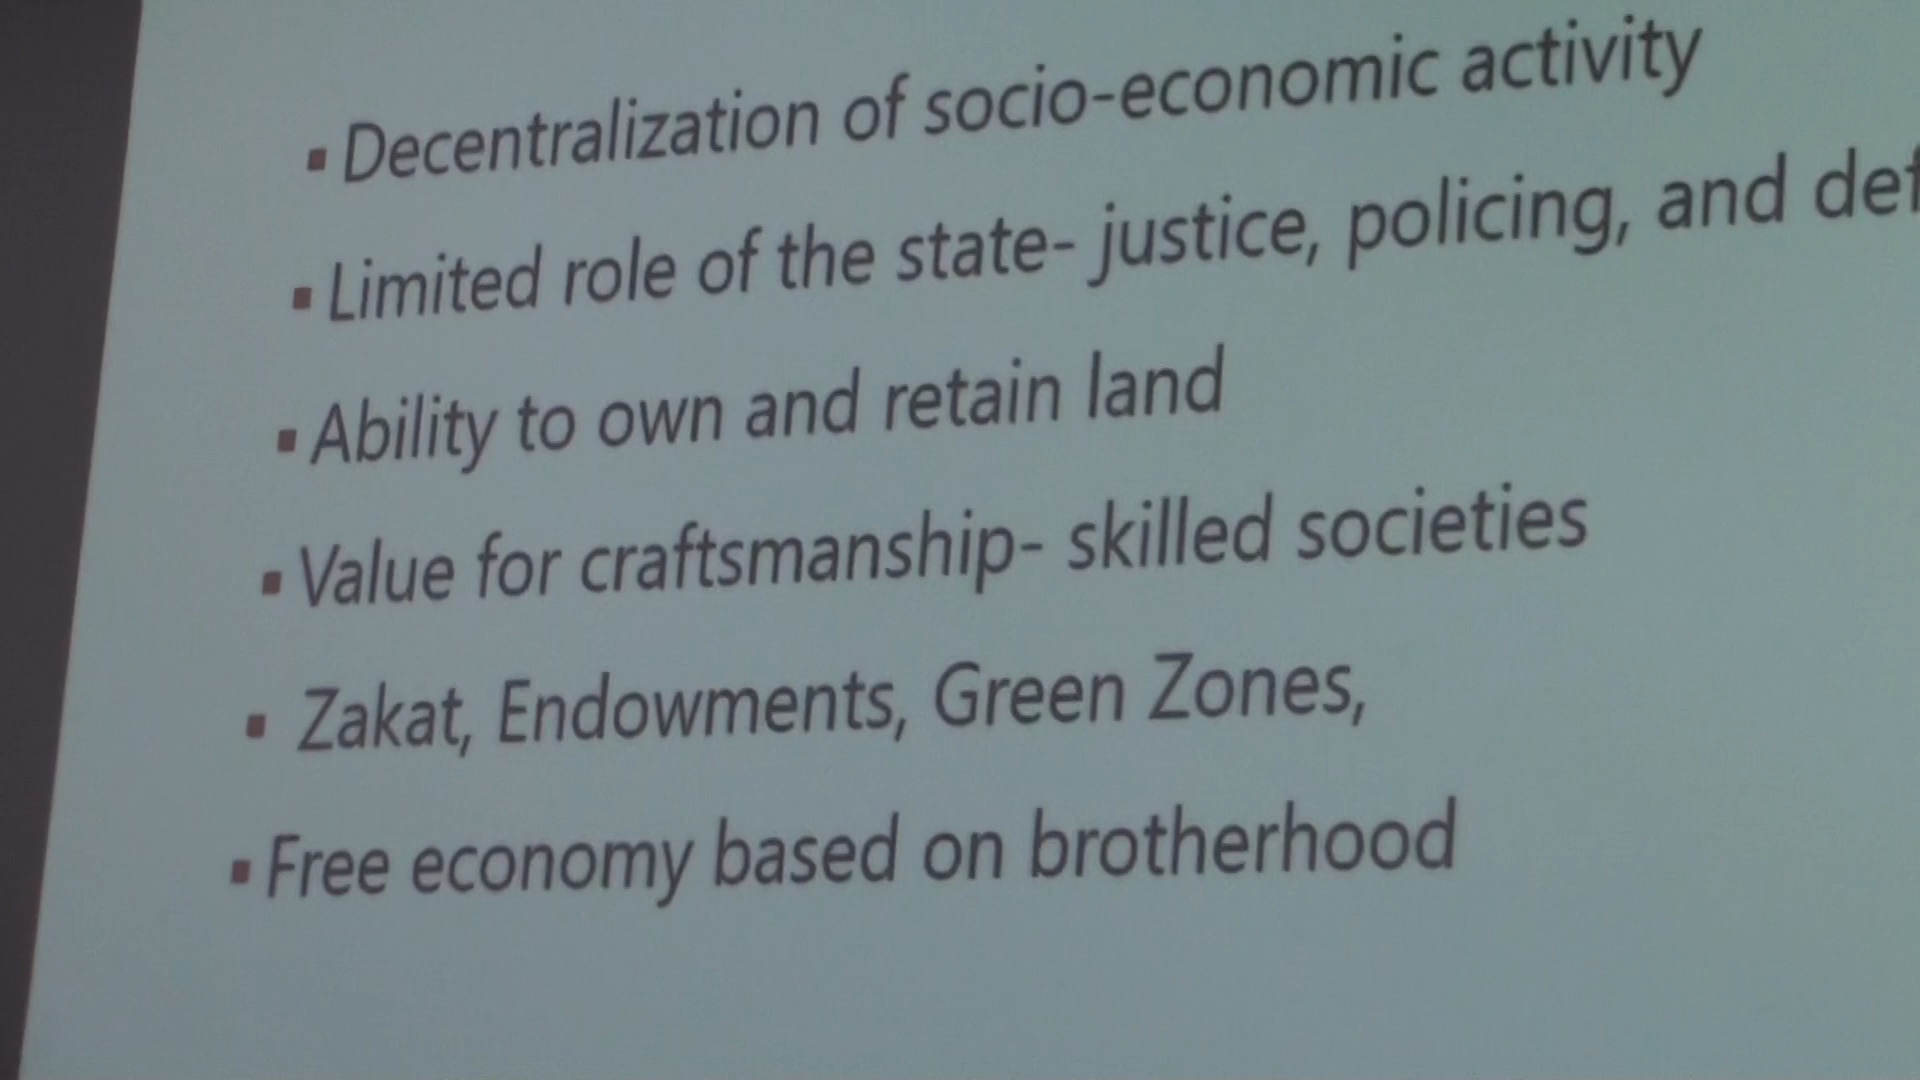 ▪ Decentralization of socio-economic activity
▪ Limited role of the state- justice, policing, and
▪ Ability to own and retain land
▪ Value for craftsmanship- skilled societies
▪ Zakat, Endowments, Green Zones,
▪ Free economy based on brotherhood